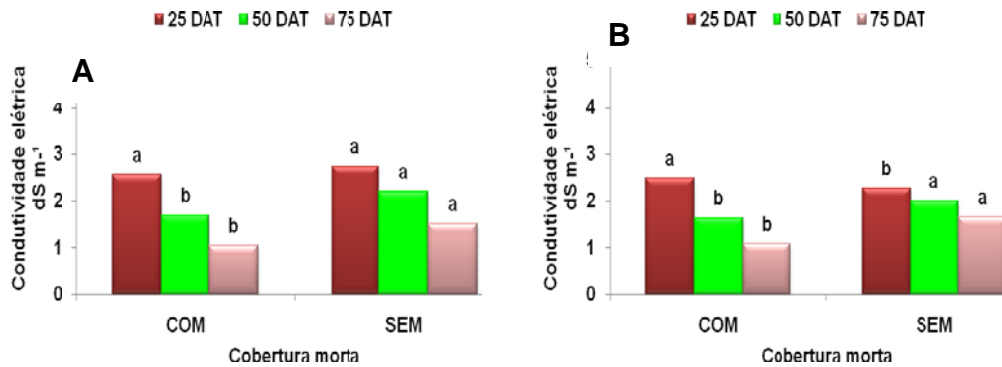 25 DAT 50 DAT 75 DAT
A
Condutividade elétrica
dS m-¹
4
3
2
1
0
a
b
b
a
a
a
COM
SEM
Cobertura morta
25 DAT 50 DAT 75 DAT
B
Condutividade elétrica
dS m-¹
4
3
2
1
0
a
b
b
b
a
a
COM
SEM
Cobertura morta